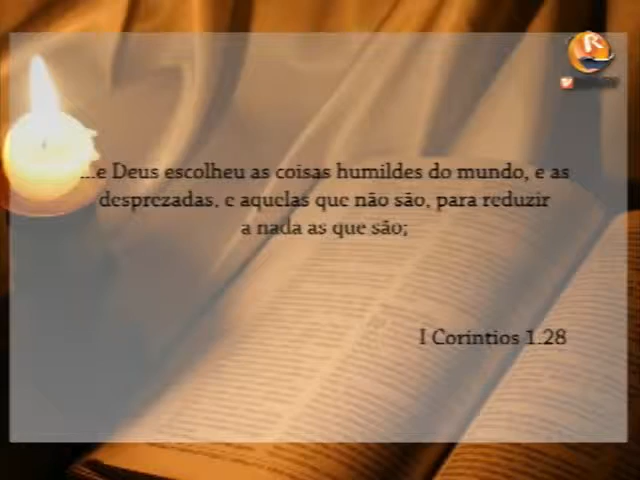 ...e Deus escolheu as coisas humildes do mundo, e as
desprezadas, e aquelas que não são, para reduzir
a nada as que são;
I Coríntios 1.28
R